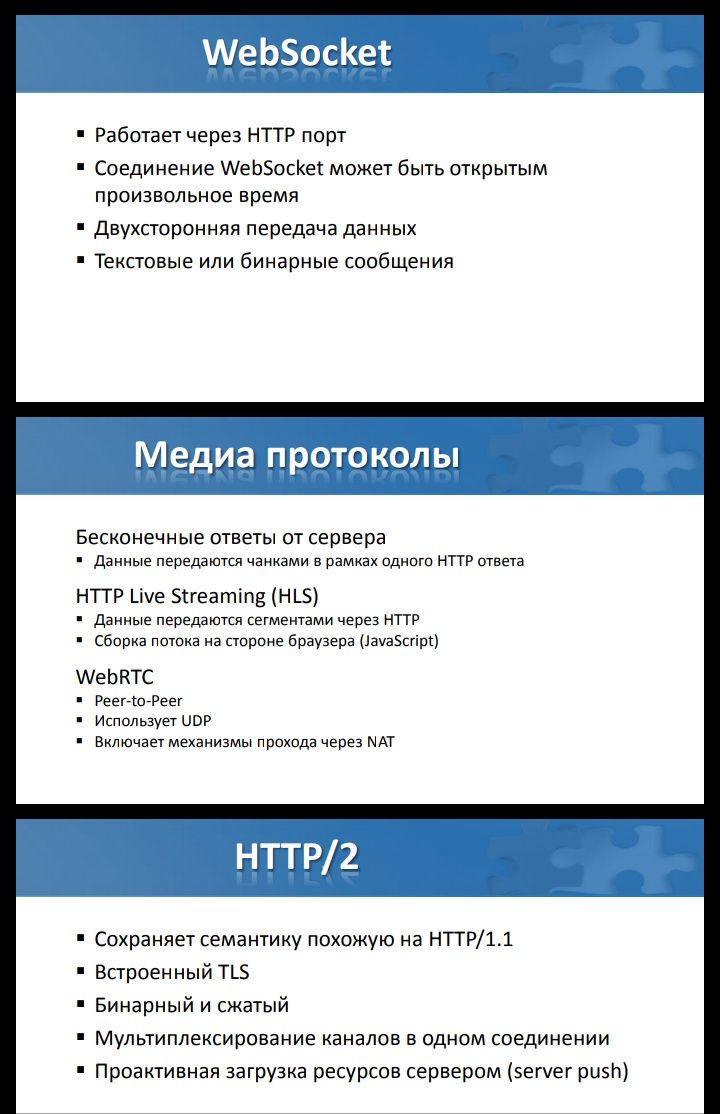 WebSocket
▪ Работает через HTTP порт
▪ Соединение WebSocket может быть открытым
произвольное время
▪ Двухсторонняя передача данных
▪ Текстовые или бинарные сообщения
Медиа протоколы
Бесконечные ответы от сервера
▪ Данные передаются чанками в рамках одного HTTP ответа
HTTP Live Streaming (HLS)
▪ Данные передаются сегментами через HTTP
▪ Сборка потока на стороне браузера (JavaScript)
WebRTC
▪ Peer-to-Peer
▪ Использует UDP
▪ Включает механизмы прохода через NAT
HTTP/2
▪ Сохраняет семантику похожую на HTTP/1.1
▪ Встроенный TLS
▪ Бинарный и сжатый
▪ Мультиплексирование каналов в одном соединении
▪ Проактивная загрузка ресурсов сервером (server push)